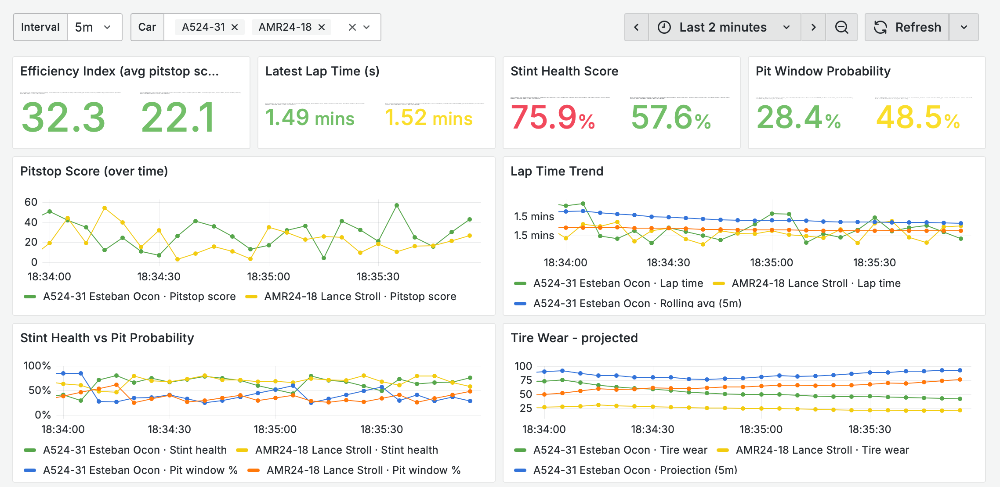 Interval 5m Car A524-31 AMR24-18 Last 2 minutes Refresh
Efficiency Index (avg pitstop sc...
32.3 22.1
Latest Lap Time (s)
1.49 mins 1.52 mins
Stint Health Score
75.9% 57.6%
Pit Window Probability
28.4% 48.5%
Pitstop Score (over time)
60
40
20
0
18:34:00 18:34:30 18:35:00 18:35:30
A524-31 Esteban Ocon · Pitstop score AMR24-18 Lance Stroll · Pitstop score
Lap Time Trend
1.5 mins
1.5 mins
18:34:00 18:34:30 18:35:00 18:35:30
A524-31 Esteban Ocon · Lap time AMR24-18 Lance Stroll · Lap time
A524-31 Esteban Ocon · Rolling avg (5m)
Stint Health vs Pit Probability
100%
50%
0%
18:34:00 18:34:30 18:35:00 18:35:30
A524-31 Esteban Ocon · Stint health AMR24-18 Lance Stroll · Stint health
A524-31 Esteban Ocon · Pit window % AMR24-18 Lance Stroll · Pit window %
Tire Wear - projected
100
75
50
25
18:34:00 18:34:30 18:35:00 18:35:30
A524-31 Esteban Ocon · Tire wear AMR24-18 Lance Stroll · Tire wear
A524-31 Esteban Ocon · Projection (5m)